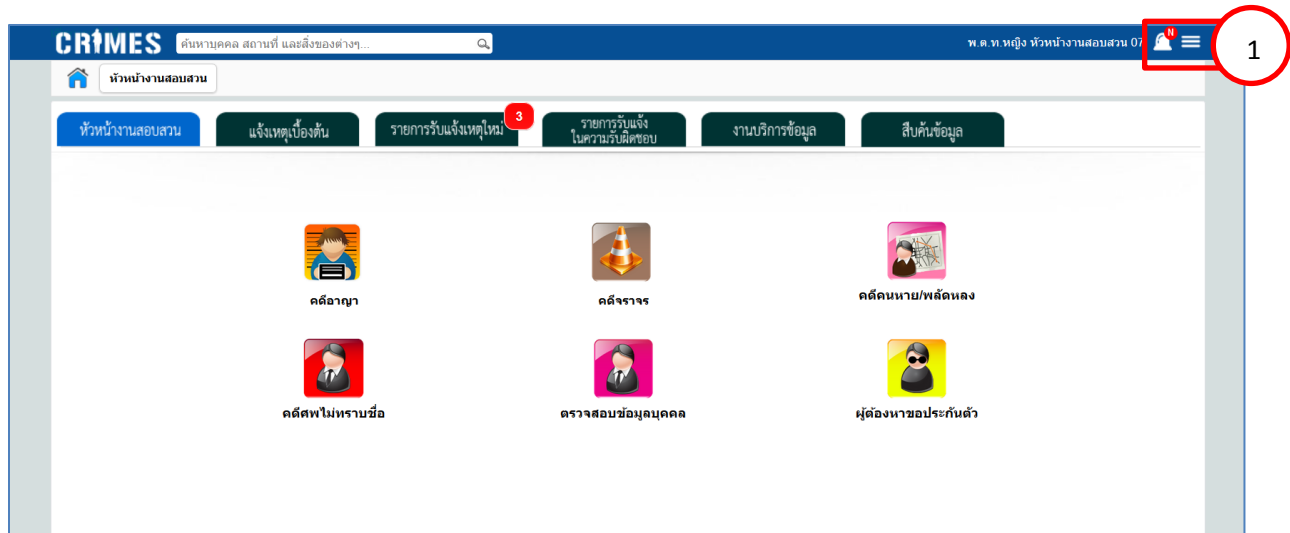 CRIMES
ค้นหาบุคคล สถานที่ และสิ่งของต่างๆ...
พ.ต.ท.หญิง หัวหน้างานสอบสวน 07
N
1
หัวหน้างานสอบสวน
หัวหน้างานสอบสวน
แจ้งเหตุเบื้องต้น
รายการรับแจ้งเหตุใหม่
3
รายการรับแจ้ง
ในความรับผิดชอบ
งานบริการข้อมูล
สืบค้นข้อมูล
คดีอาญา
คดีจราจร
คดีคนหาย/พลัดหลง
คดีศพไม่ทราบชื่อ
ตรวจสอบข้อมูลบุคคล
ผู้ต้องหาขอประกันตัว